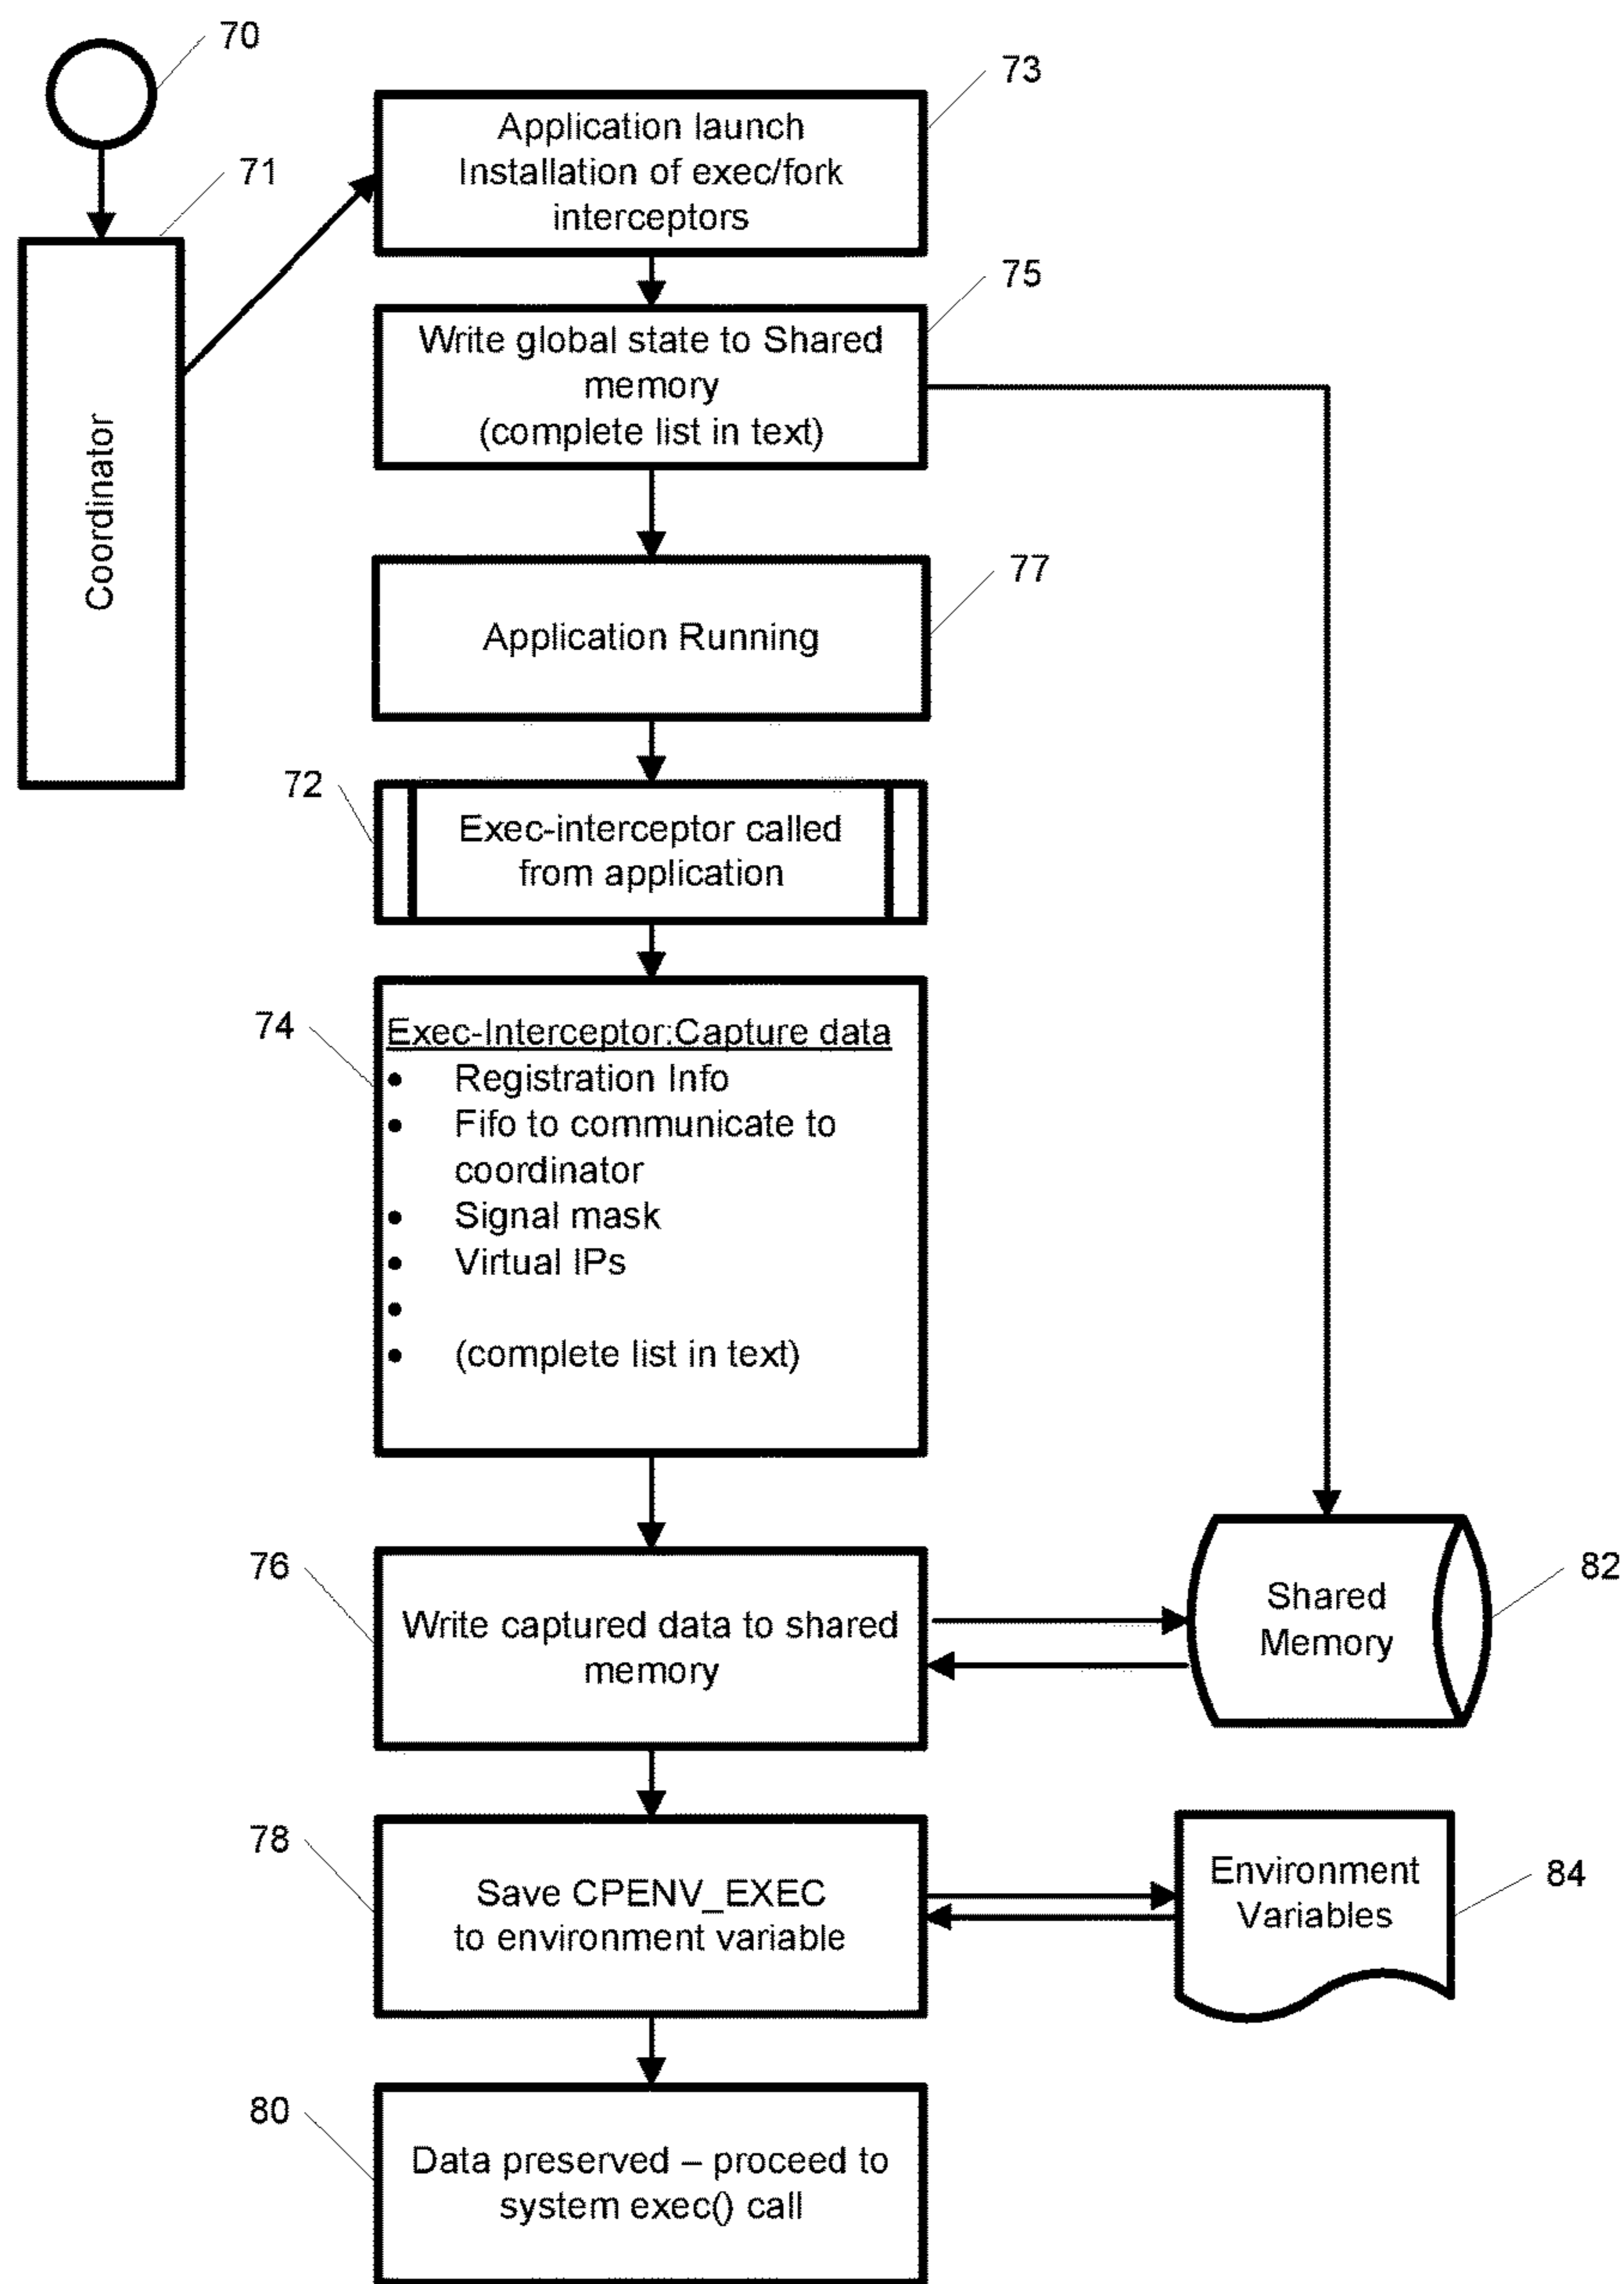 70
73
Application launch
Installation of exec/fork
interceptors
71
Coordinator
75
Write global state to Shared
memory
(complete list in text)
77
Application Running
72
Exec-interceptor called
from application
74
Exec-Interceptor:Capture data
• Registration Info
• Fifo to communicate to
coordinator
• Signal mask
• Virtual IPs
•
• (complete list in text)
76
Write captured data to shared
memory
82
Shared
Memory
78
Save CPENV_EXEC
to environment variable
84
Environment
Variables
80
Data preserved – proceed to
system exec() call